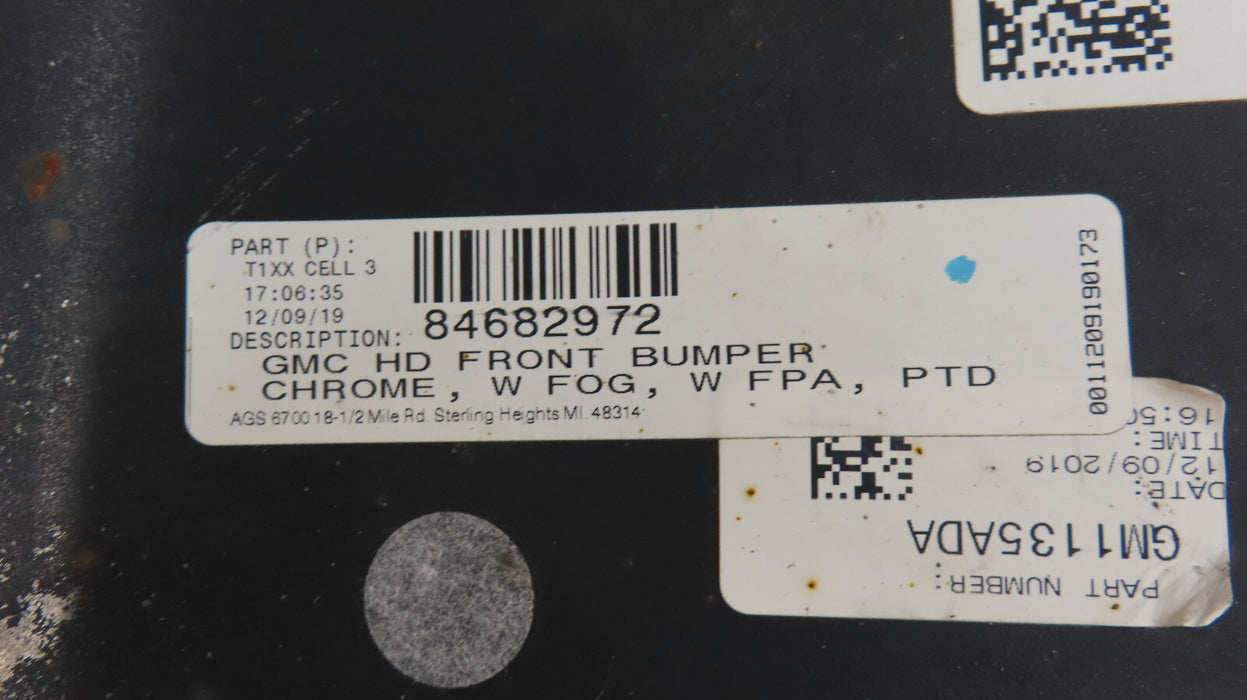 PART (P):
T1XX CELL 3
17:06:35
12/09/19
84682972
DESCRIPTION:
GMC HD FRONT BUMPER
CHROME, W FOG, W FPA, PTD
AGS 6700 18-1/2 Mile Rd. Sterling Heights MI. 48314
00112091901 73
PART NUMBER:
GM1135ADA
DATE:
12/09/2019
TIME:
16:50